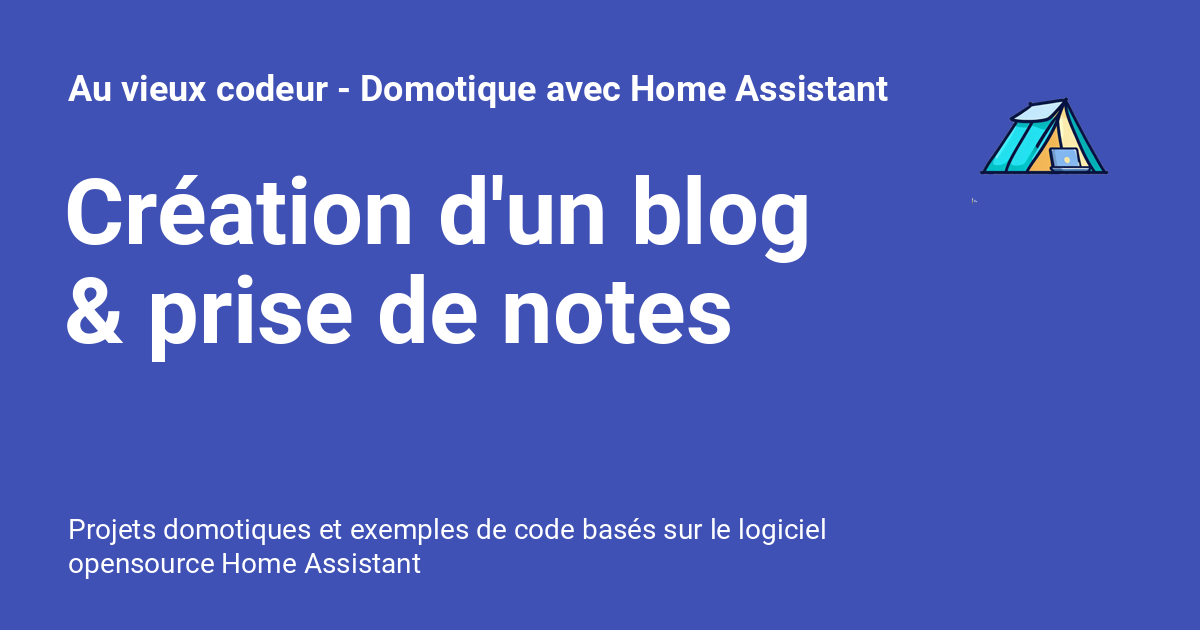 Au vieux codeur - Domotique avec Home Assistant
Création d'un blog
& prise de notes
Projets domotiques et exemples de code basés sur le logiciel
opensource Home Assistant